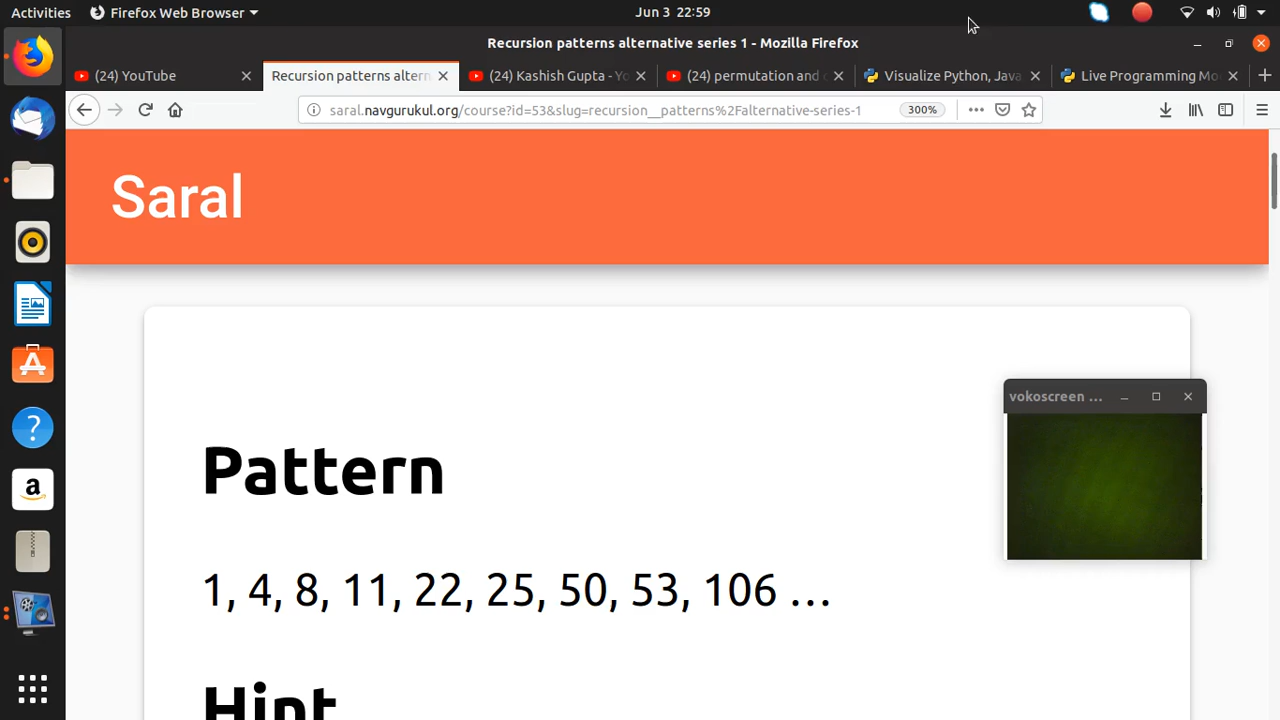 Activities Firefox Web Browser Jun 3 22:59
Recursion patterns alternative series 1 - Mozilla Firefox
(24) YouTube Recursion patterns altern (24) Kashish Gupta - Yo (24) permutation and c Visualize Python, Java Live Programming Mo
saral.navgurukul.org/course?id=53&slug=recursion__patterns%2Falternative-series-1 300%
Saral
vokoscreen ...
Pattern
1, 4, 8, 11, 22, 25, 50, 53, 106 ...
Hint